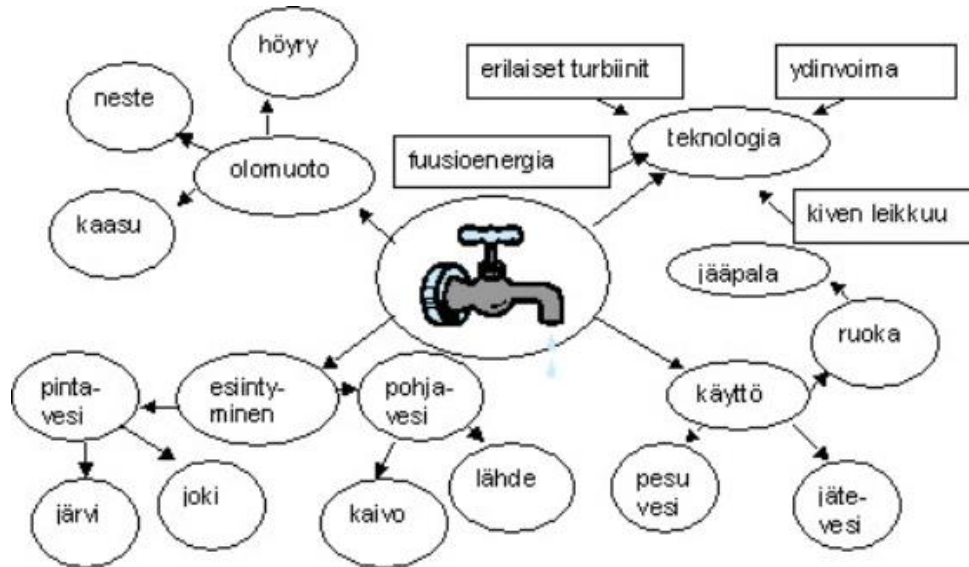 höyry
neste
olomuoto
kaasu
erilaiset turbiinit
ydinvoima
teknologia
fuusioenergia
kiven leikkuu
jääpala
ruoka
käyttö
pesu
vesi
jäte-
vesi
esiinty-
minen
pinta-
vesi
järvi
joki
pohja-
vesi
kaivo
lähde